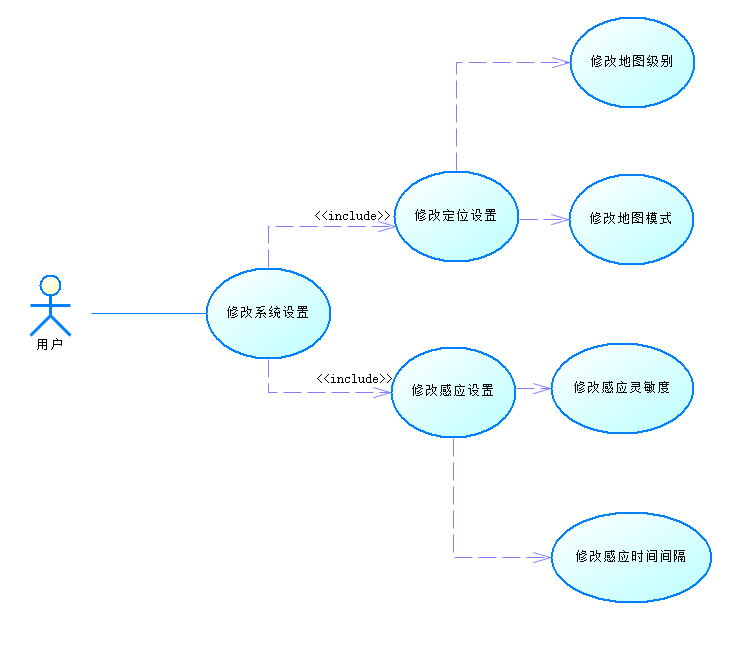 修改地图级别
<<include>>
修改定位设置
修改地图模式
修改系统设置
用户
<<include>>
修改感应设置
修改感应灵敏度
修改感应时间间隔